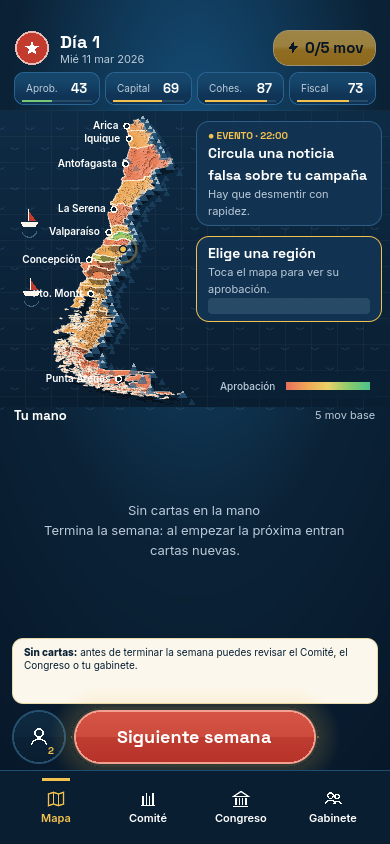 Día 1
Mié 11 mar 2026
0/5 mov
Aprob. 43
Capital 69
Cohes. 87
Fiscal 73
Arica
Iquique
Antofagasta
La Serena
Valparaíso
Concepción
Pto. Montt
Punta Arenas
EVENTO · 22:00
Circula una noticia
falsa sobre tu campaña
Hay que desmentir con
rapidez.
Elige una región
Toca el mapa para ver su
aprobación.
Aprobación
Tu mano
5 mov base
Sin cartas en la mano
Termina la semana: al empezar la próxima entran
cartas nuevas.
Sin cartas: antes de terminar la semana puedes revisar el Comité, el
Congreso o tu gabinete.
2
Siguiente semana
Mapa
Comité
Congreso
Gabinete